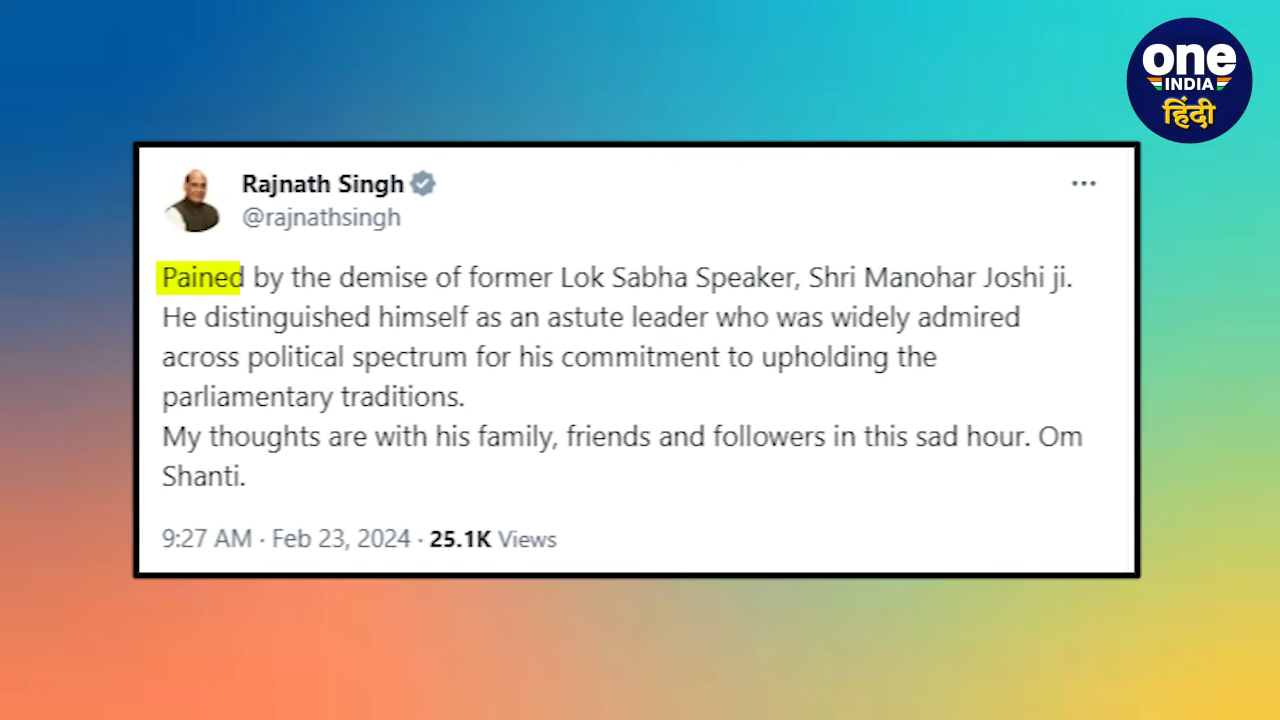 one
INDIA
हिंदी
Rajnath Singh
@rajnathsingh
Pained by the demise of former Lok Sabha Speaker, Shri Manohar Joshi ji.
He distinguished himself as an astute leader who was widely admired
across political spectrum for his commitment to upholding the
parliamentary traditions.
My thoughts are with his family, friends and followers in this sad hour. Om
Shanti.
9:27 AM · Feb 23, 2024 · 25.1K Views